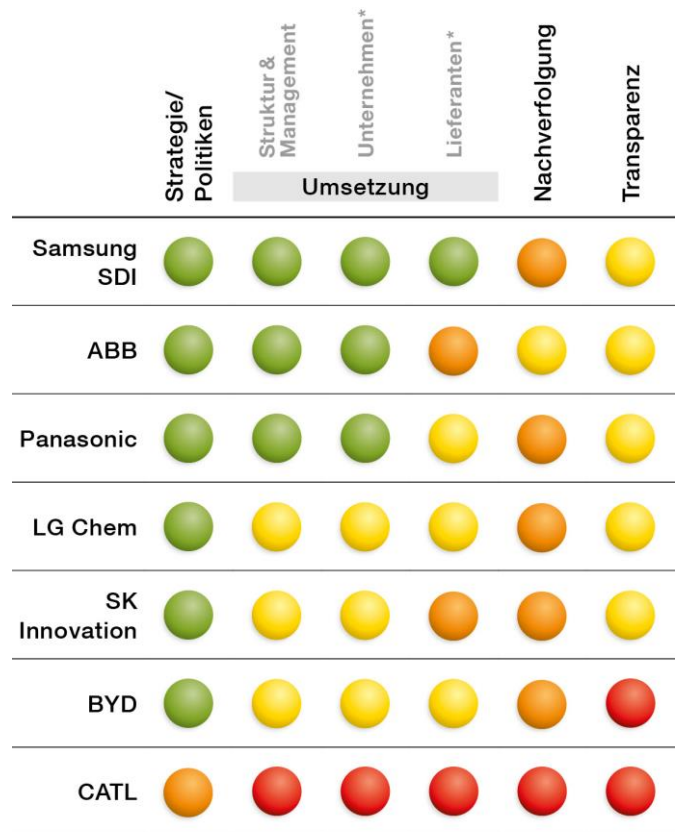 Strategie/
Politiken
Struktur &
Management
Unternehmen*
Lieferanten*
Nachverfolgung
Transparenz
Umsetzung
Samsung
SDI
ABB
Panasonic
LG Chem
SK
Innovation
BYD
CATL